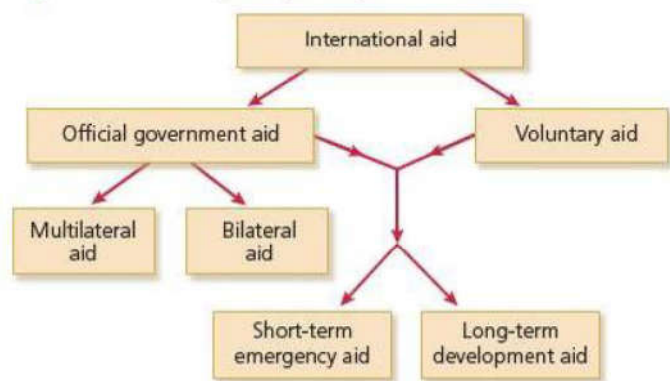 International aid
Official government aid
Voluntary aid
Multilateral
aid
Bilateral
aid
Short-term
emergency aid
Long-term
development aid